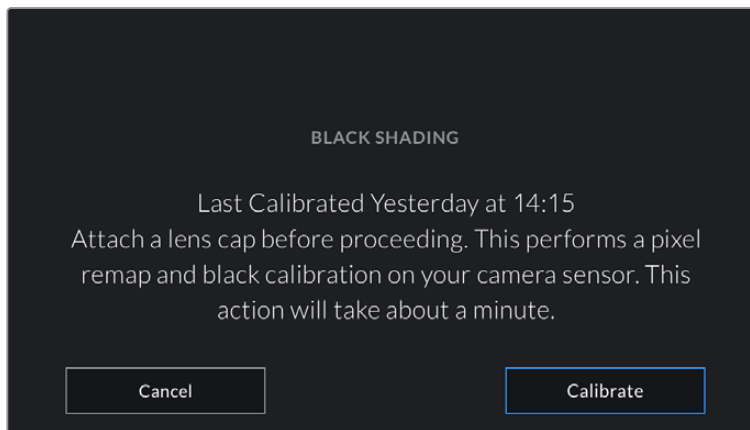 BLACK SHADING
Last Calibrated Yesterday at 14:15
Attach a lens cap before proceeding. This performs a pixel
remap and black calibration on your camera sensor. This
action will take about a minute.
Cancel
Calibrate